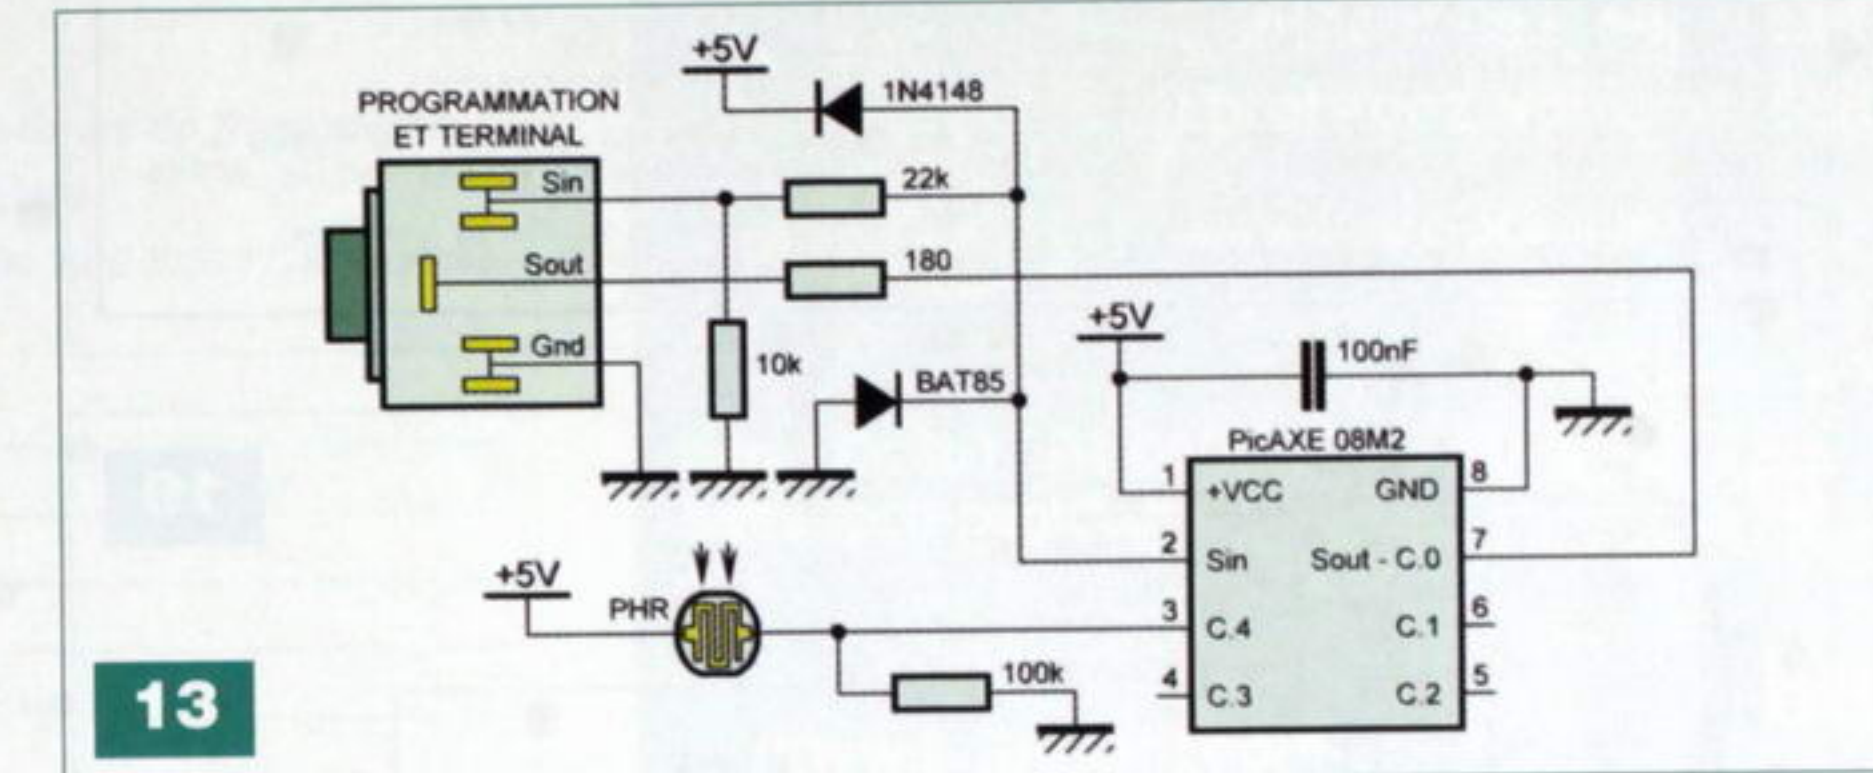 +5V
1N4148
PROGRAMMATION
ET TERMINAL
Sin
22k
Sout
180
+5V
Gnd
10k
100nF
BAT85
PicAXE 08M2
1
+VCC
GND
8
2
Sin
Sout - C.0
7
+5V
PHR
3
C.4
C.1
6
100k
4
C.3
C.2
5
13